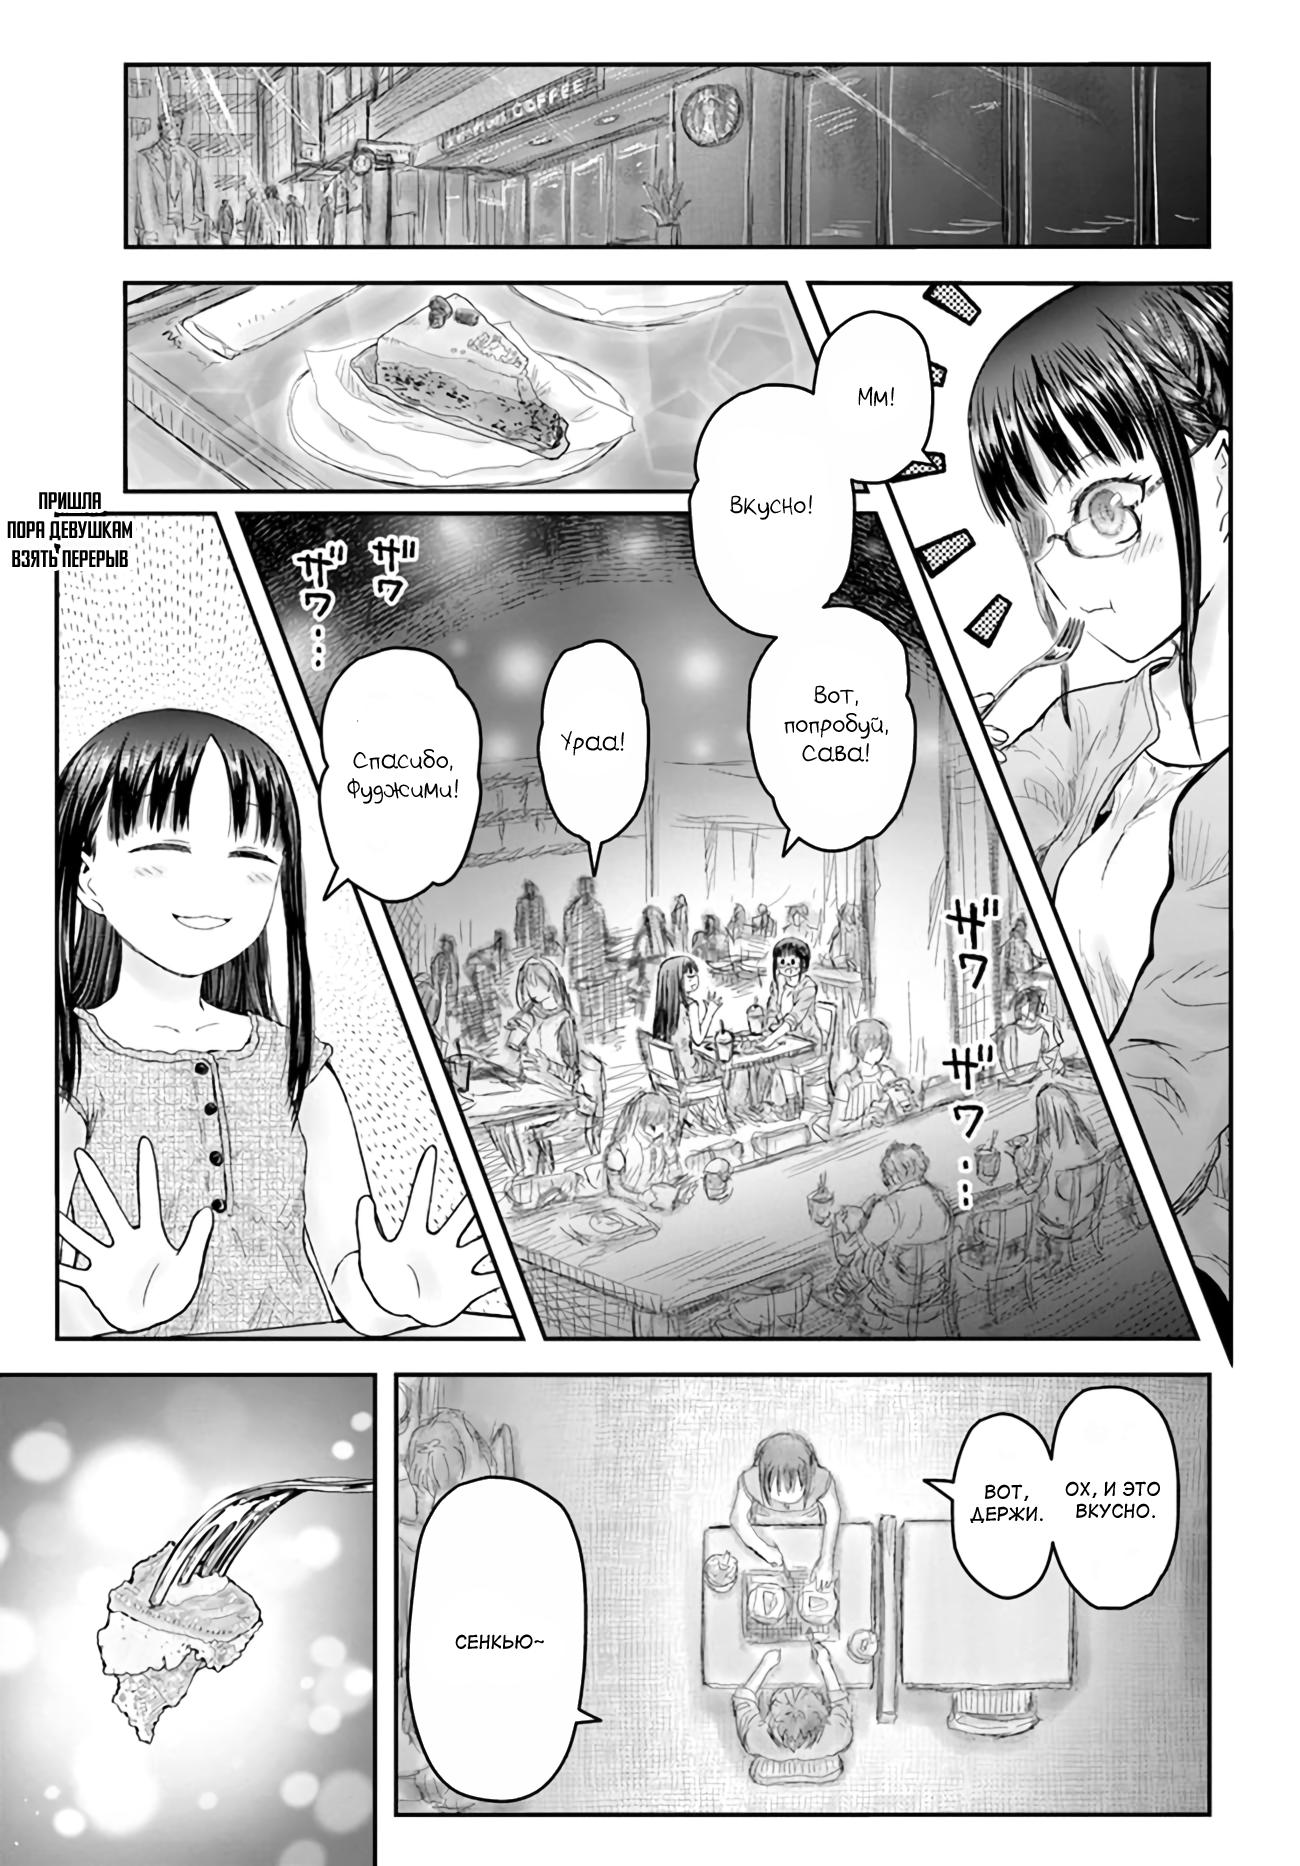 COFFEE
Мм!
Вкусно!
Вот,
попробуй,
Сава!
ザワ
ザワ…
Ураа!
Спасибо,
Фуджими!
ザワ
ザワ…
ПРИШЛА
ПОРА ДЕВУШКАМ
ВЗЯТЬ ПЕРЕРЫВ
ОХ, И ЭТО
ВКУСНО.
ВОТ,
ДЕРЖИ.
СЕНКЬЮ~